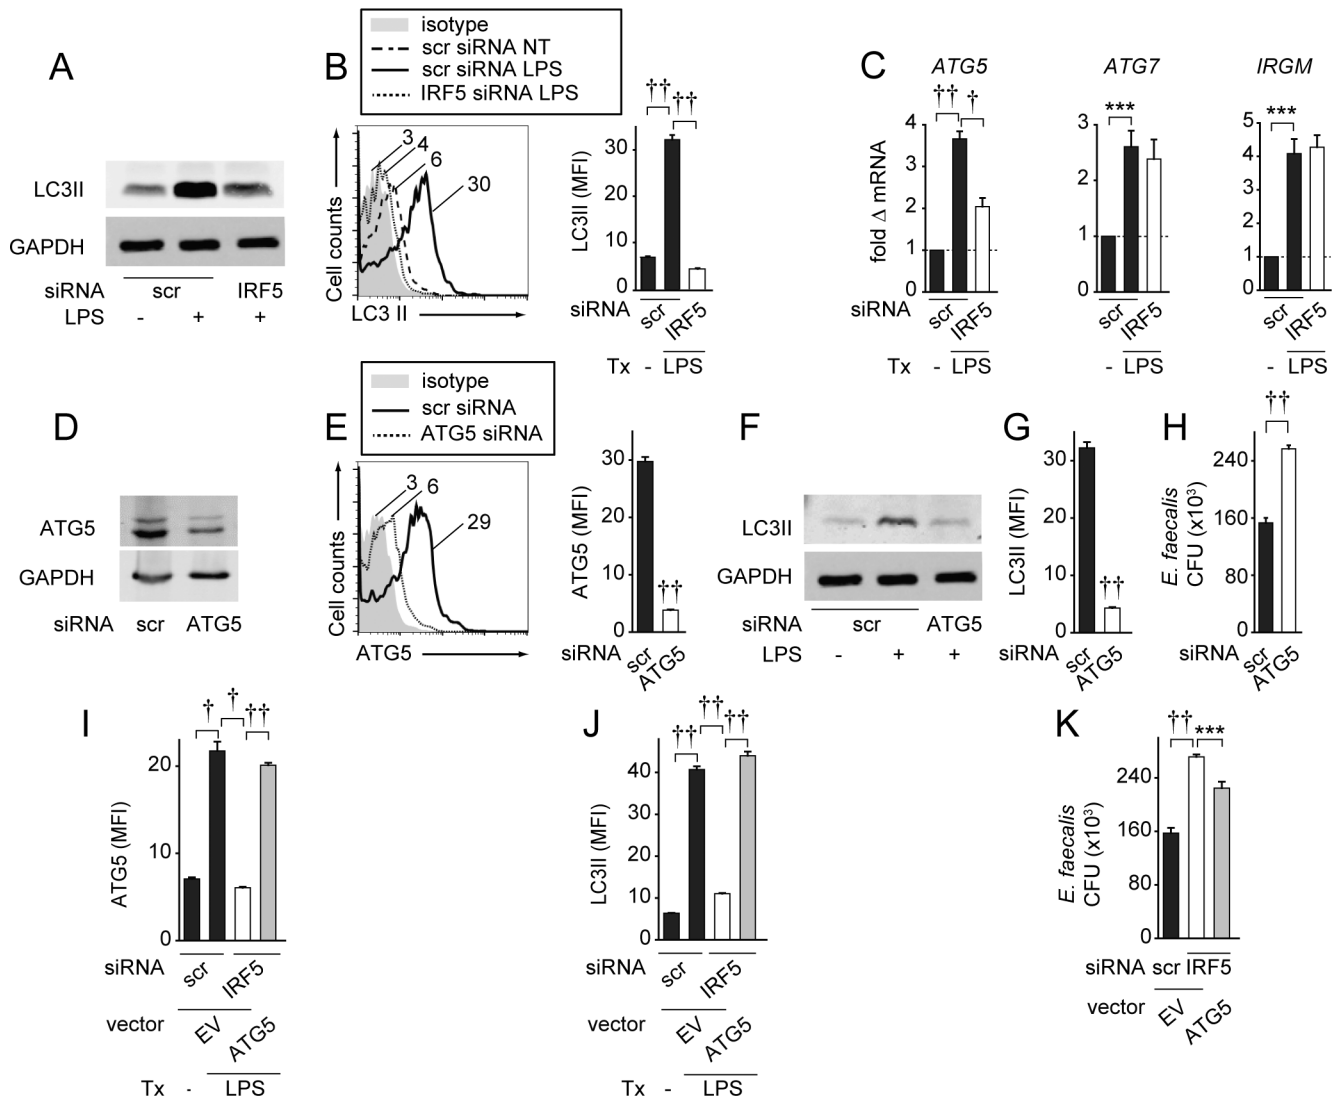 A
LC3II
GAPDH
siRNA scr IRF5
LPS - + +
B
isotype
scr siRNA NT
scr siRNA LPS
IRF5 siRNA LPS
3
4
6
30
Cell counts
LC3 II
†† ††
LC3II (MFI)
30
20
10
0
siRNA scr IRF5
Tx - LPS
C
ATG5
†† †
fold Δ mRNA
4
3
2
1
0
siRNA scr IRF5
Tx - LPS
ATG7
***
3
2
1
0
scr IRF5
- LPS
IRGM
***
5
4
3
2
1
0
scr IRF5
- LPS
D
ATG5
GAPDH
siRNA scr ATG5
E
isotype
scr siRNA
ATG5 siRNA
3
6
29
Cell counts
ATG5
ATG5 (MFI)
30
20
10
0
††
siRNA scr ATG5
F
LC3II
GAPDH
siRNA scr ATG5
LPS - + +
G
LC3II (MFI)
30
20
10
0
††
siRNA scr ATG5
H
††
E. faecalis
CFU (x10³)
240
160
80
0
siRNA scr ATG5
I
† † ††
ATG5 (MFI)
20
10
0
siRNA scr IRF5
vector EV ATG5
Tx - LPS
J
†† †† ††
LC3II (MFI)
40
30
20
10
0
siRNA scr IRF5
vector EV ATG5
Tx - LPS
K
†† ***
E. faecalis
CFU (x10³)
240
160
80
0
siRNA scr IRF5
vector EV ATG5